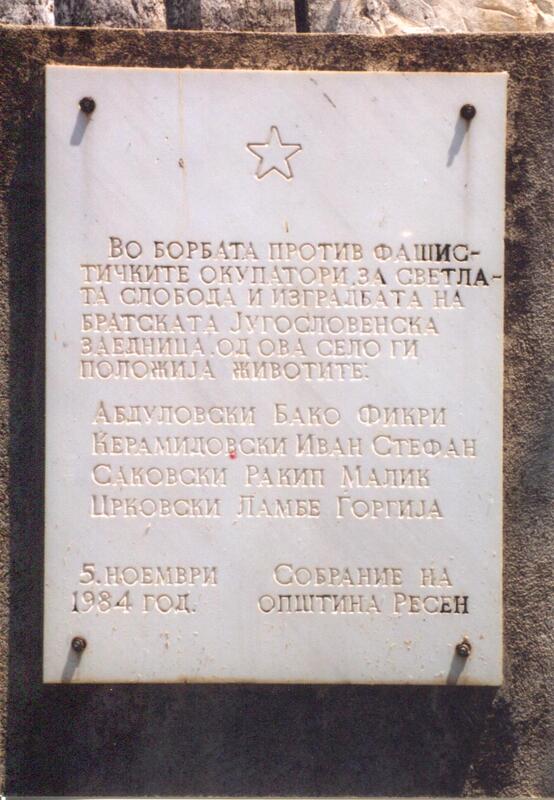 Во борбата против фашис-
тичките окупатори, за светла-
та слобода и изградбата на
братската Југословенска
заедница, од ова село ги
положија животите:
Абдуловски Бако Фикри
Керамидовски Иван Стефан
Саковски Ракип Малик
Црковски Ламбе Горгија
5. ноември
1984 год.
Собрание на
општина Ресен